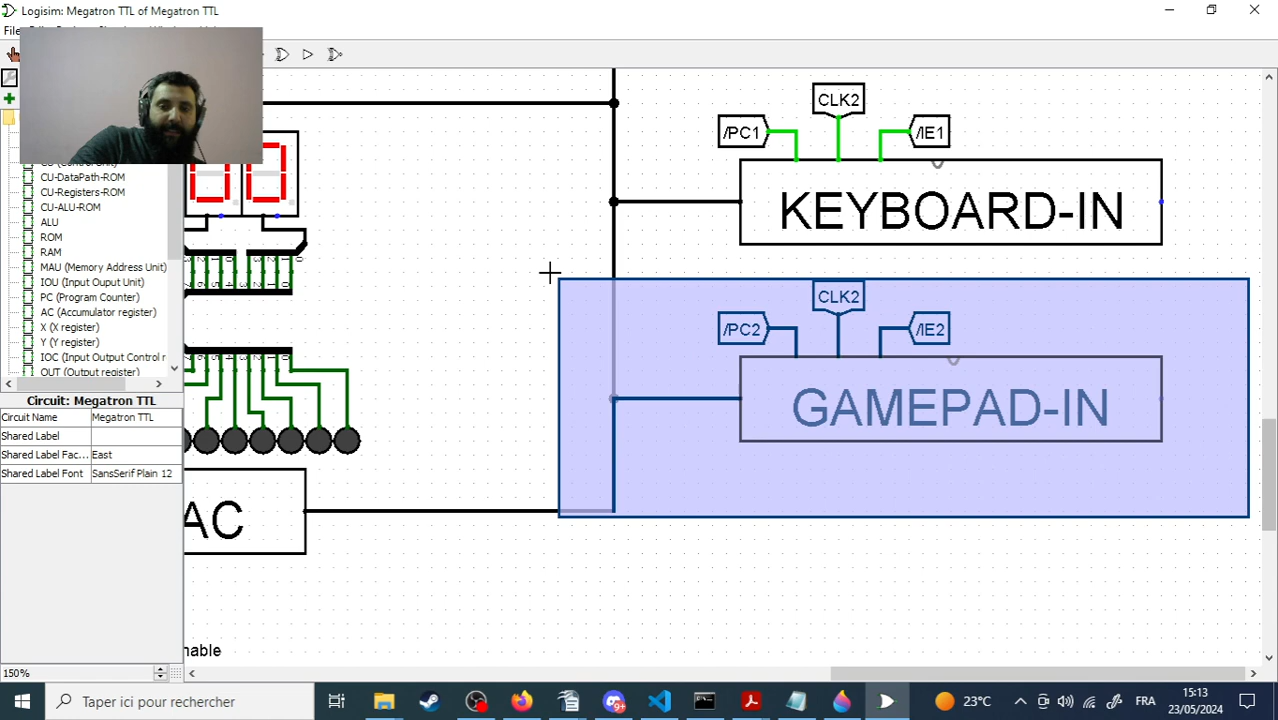 Logisim: Megatron TTL of Megatron TTL
File
CU-DataPath-ROM
CU-Registers-ROM
CU-ALU-ROM
ALU
ROM
RAM
MAU (Memory Address Unit)
IOU (Input Ouput Unit)
PC (Program Counter)
AC (Accumulator register)
X (X register)
Y (Y register)
IOC (Input Output Control r
OUT (Output register)
Circuit: Megatron TTL
Circuit Name Megatron TTL
Shared Label
Shared Label Fac... East
Shared Label Font SansSerif Plain 12
150%
CLK2
/PC1
/IE1
KEYBOARD-IN
CLK2
/PC2
/IE2
GAMEPAD-IN
AC
nable
Taper ici pour rechercher
9+
23°C
FRA
15:13
23/05/2024